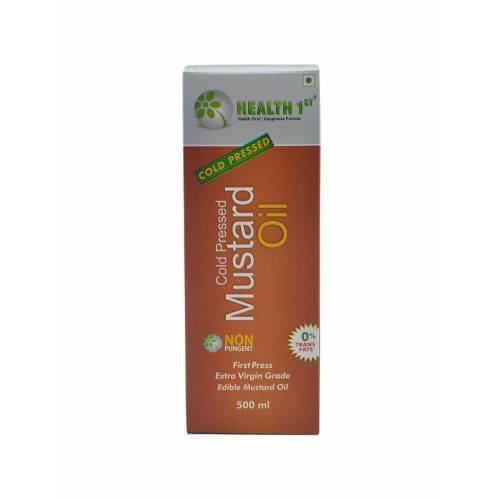 HEALTH 1ST
Health First | Happiness Forever
COLD PRESSED
Cold Pressed
Mustard
Oil
NON
PUNGENT
0%
TRANS
FATS
First Press
Extra Virgin Grade
Edible Mustard Oil
500 ml